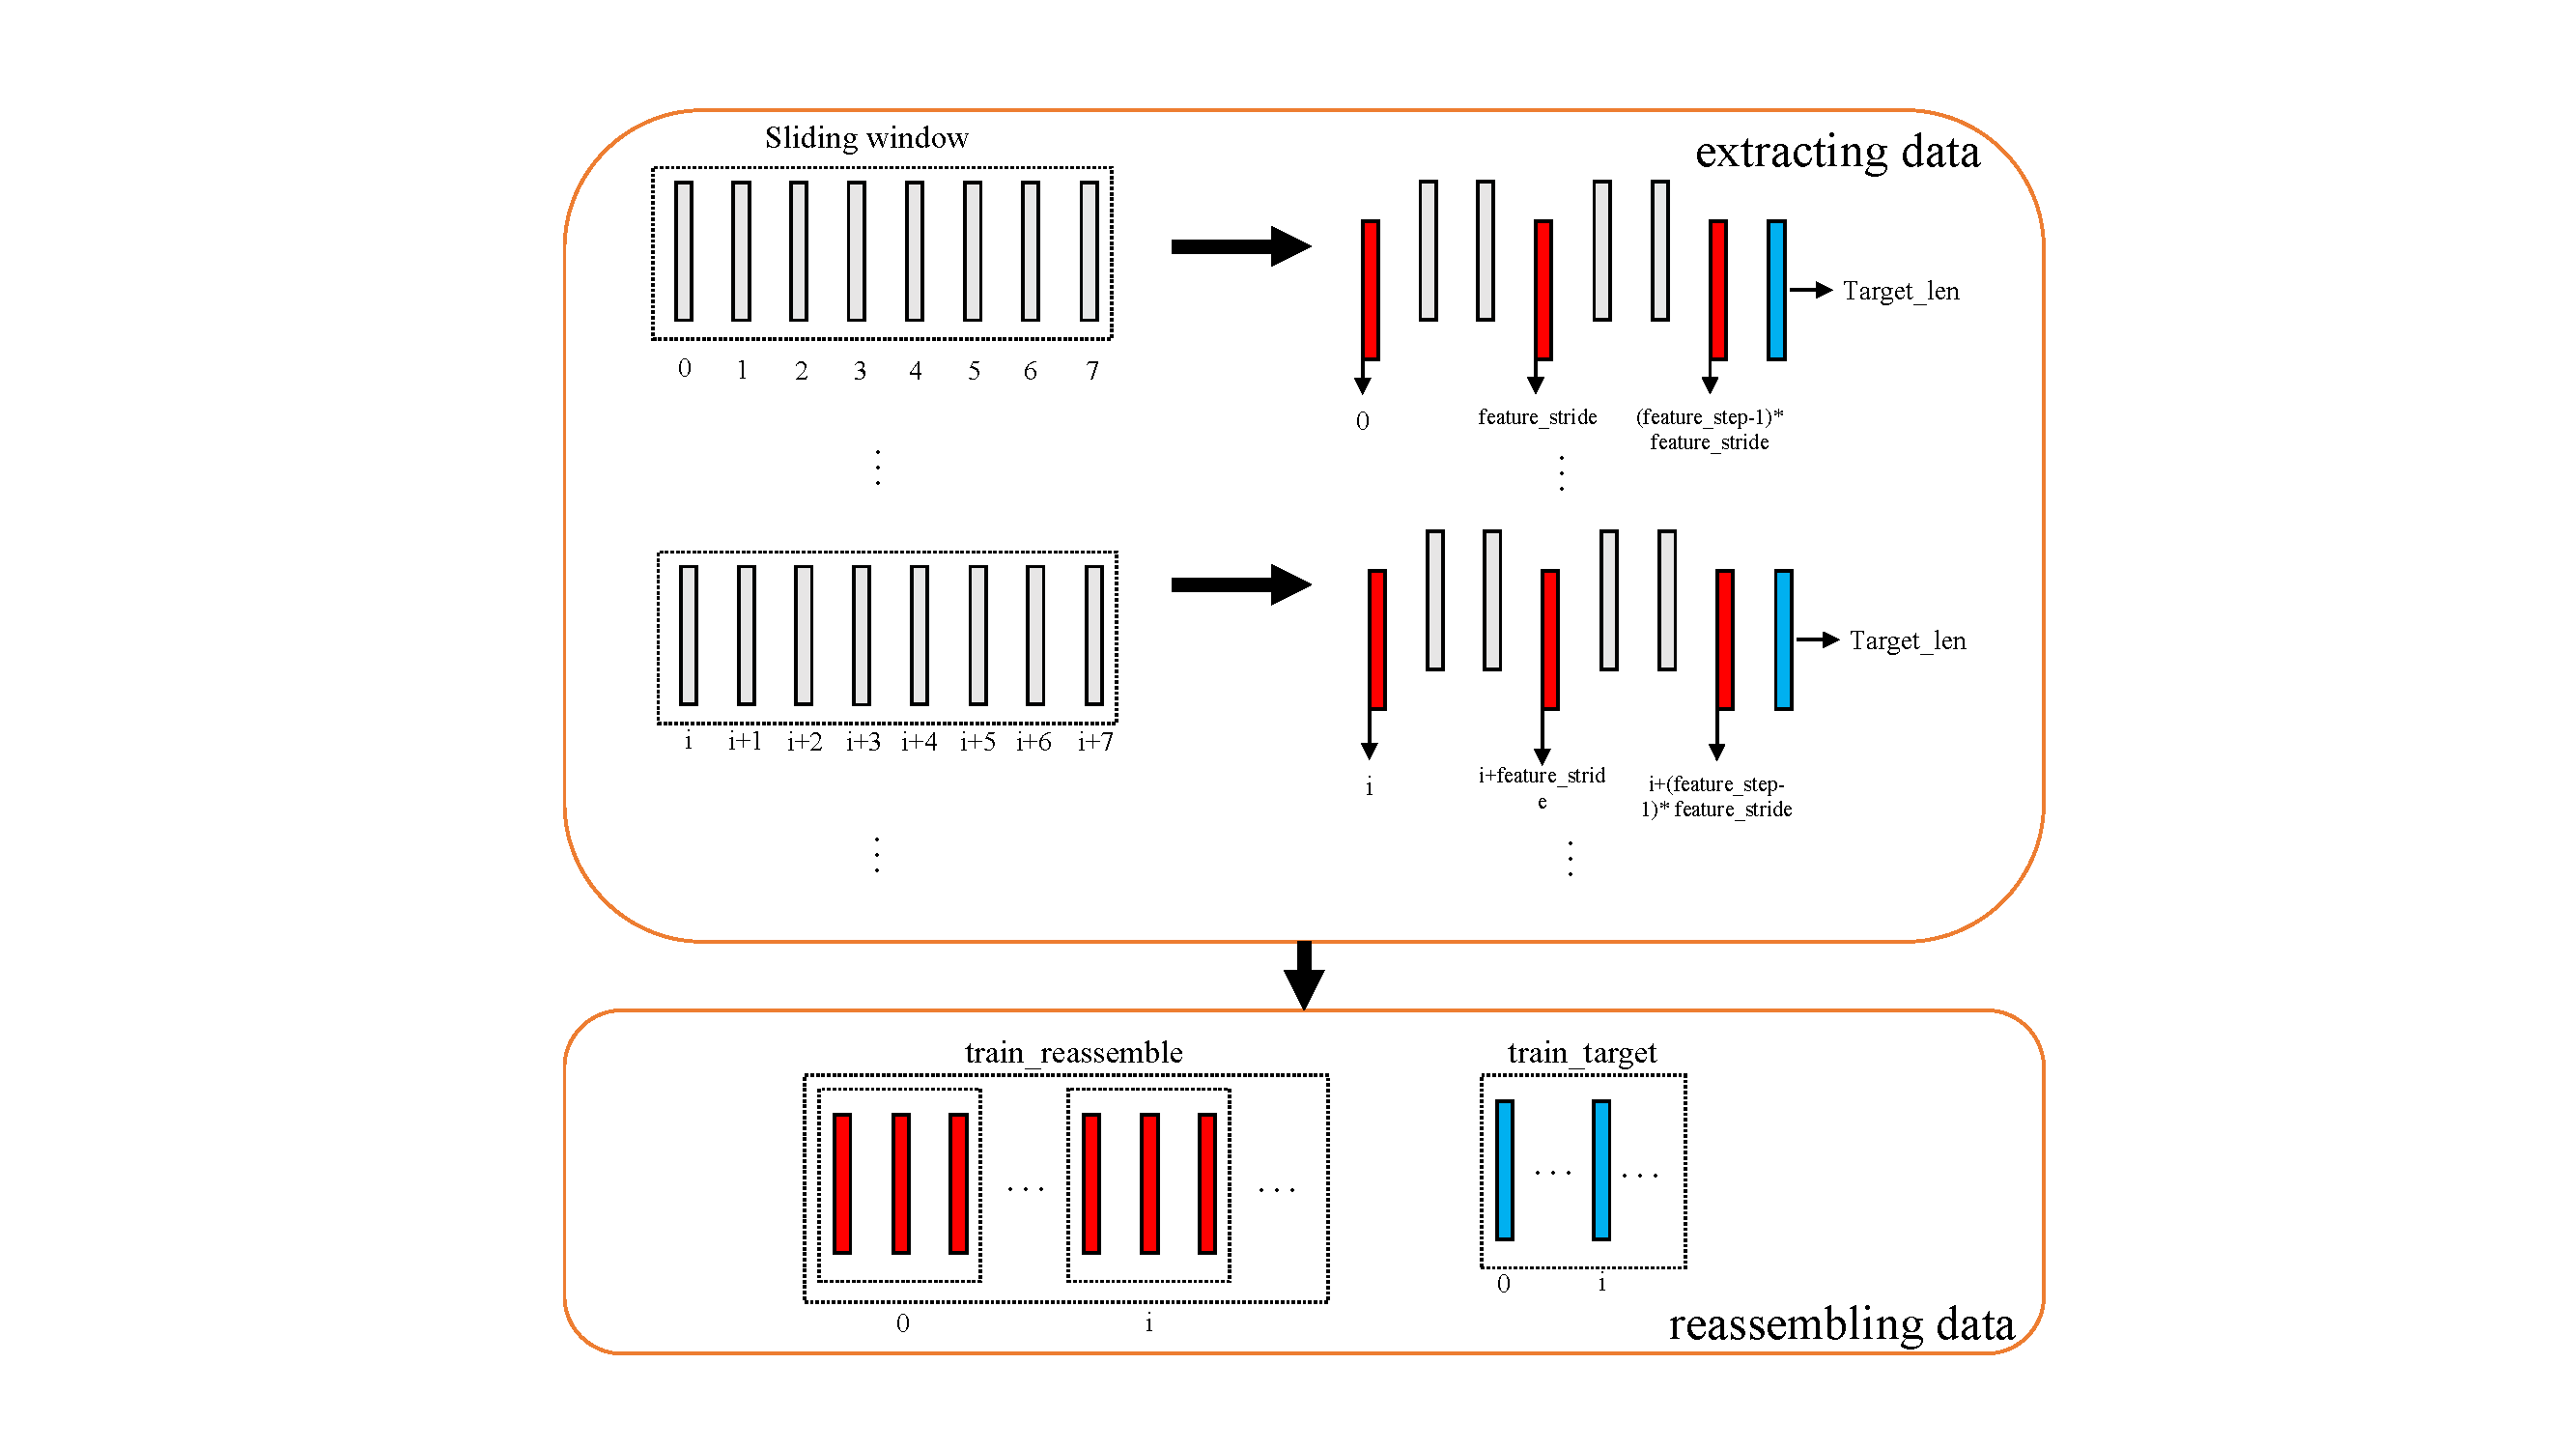 Sliding window
extracting data
0 1 2 3 4 5 6 7
Target_len
0
feature_stride
(feature_step-1)*
feature_stride
i i+1 i+2 i+3 i+4 i+5 i+6 i+7
Target_len
i
i+feature_strid
e
i+(feature_step-
1)* feature_stride
train_reassemble
train_target
0 i
0 i
reassembling data